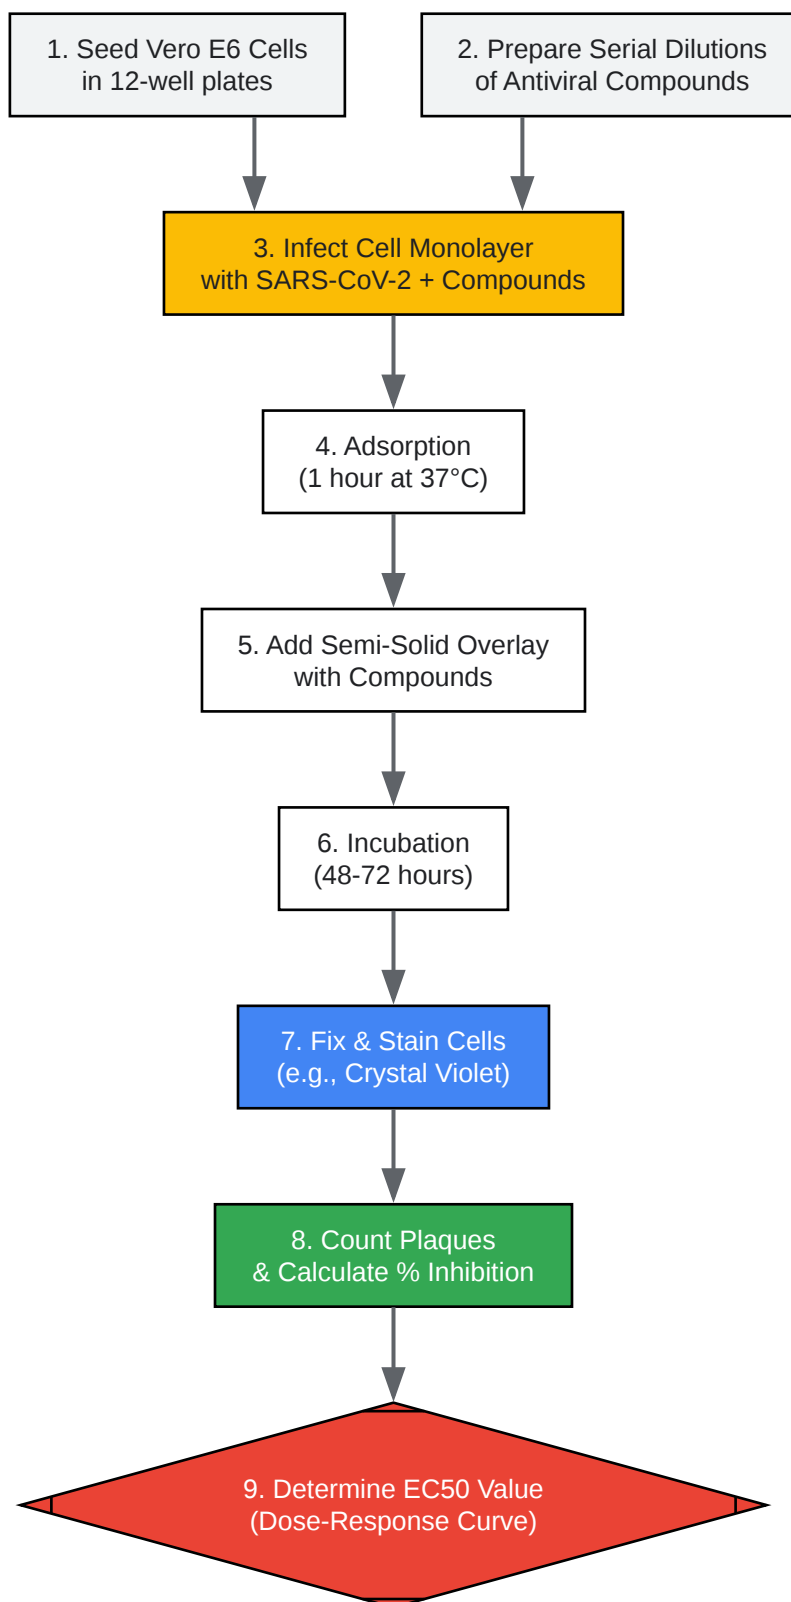 1. Seed Vero E6 Cells
in 12-well plates
2. Prepare Serial Dilutions
of Antiviral Compounds
3. Infect Cell Monolayer
with SARS-CoV-2 + Compounds
4. Adsorption
(1 hour at 37°C)
5. Add Semi-Solid Overlay
with Compounds
6. Incubation
(48-72 hours)
7. Fix & Stain Cells
(e.g., Crystal Violet)
8. Count Plaques
& Calculate % Inhibition
9. Determine EC50 Value
(Dose-Response Curve)